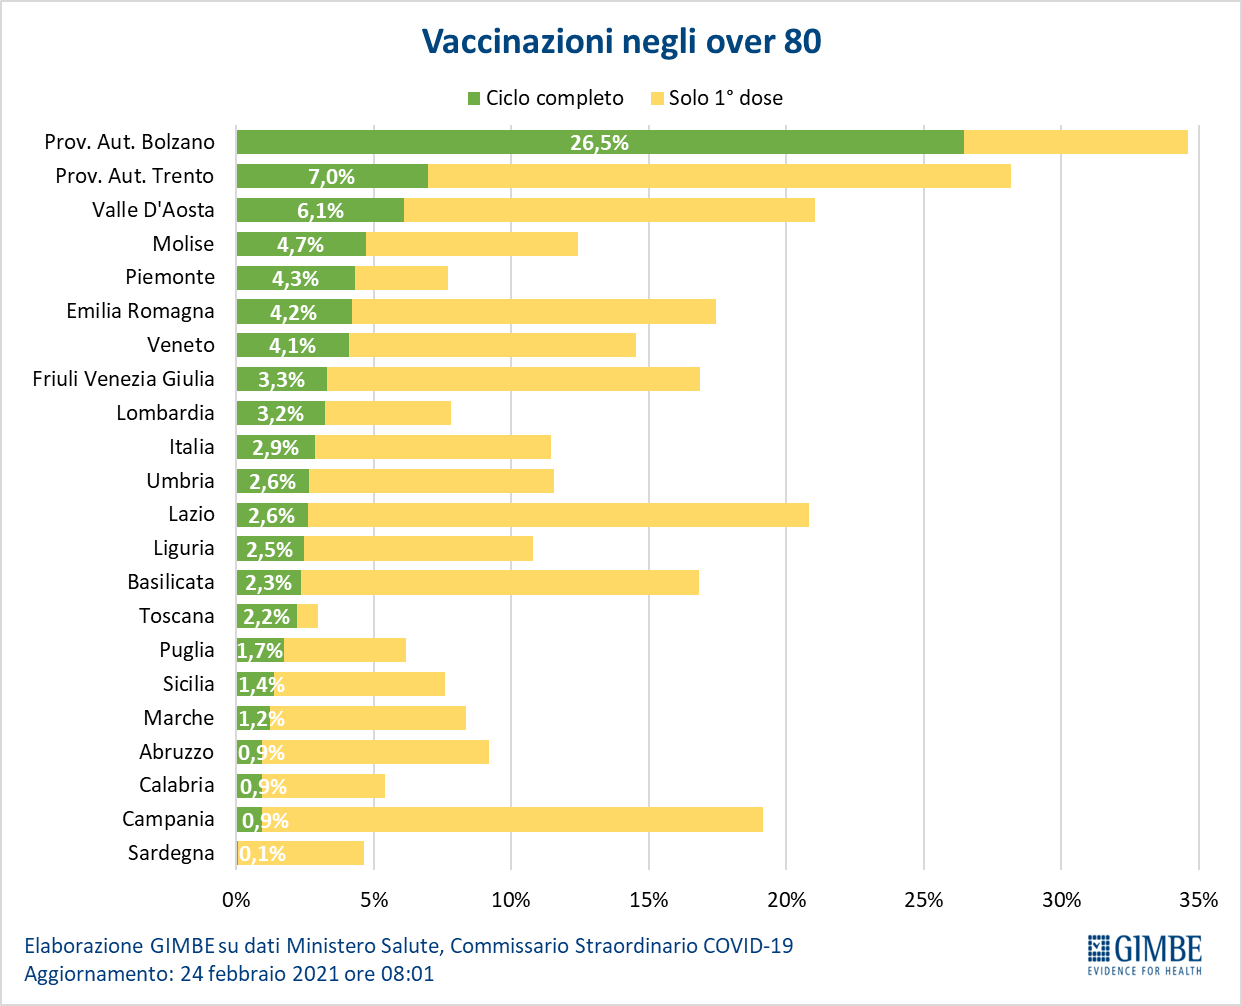 Vaccinazioni negli over 80
Ciclo completo Solo 1° dose
Prov. Aut. Bolzano 26,5%
Prov. Aut. Trento 7,0%
Valle D'Aosta 6,1%
Molise 4,7%
Piemonte 4,3%
Emilia Romagna 4,2%
Veneto 4,1%
Friuli Venezia Giulia 3,3%
Lombardia 3,2%
Italia 2,9%
Umbria 2,6%
Lazio 2,6%
Liguria 2,5%
Basilicata 2,3%
Toscana 2,2%
Puglia 1,7%
Sicilia 1,4%
Marche 1,2%
Abruzzo 0,9%
Calabria 0,9%
Campania 0,9%
Sardegna 0,1%
0% 5% 10% 15% 20% 25% 30% 35%
Elaborazione GIMBE su dati Ministero Salute, Commissario Straordinario COVID-19
Aggiornamento: 24 febbraio 2021 ore 08:01
GIMBE
EVIDENCE FOR HEALTH